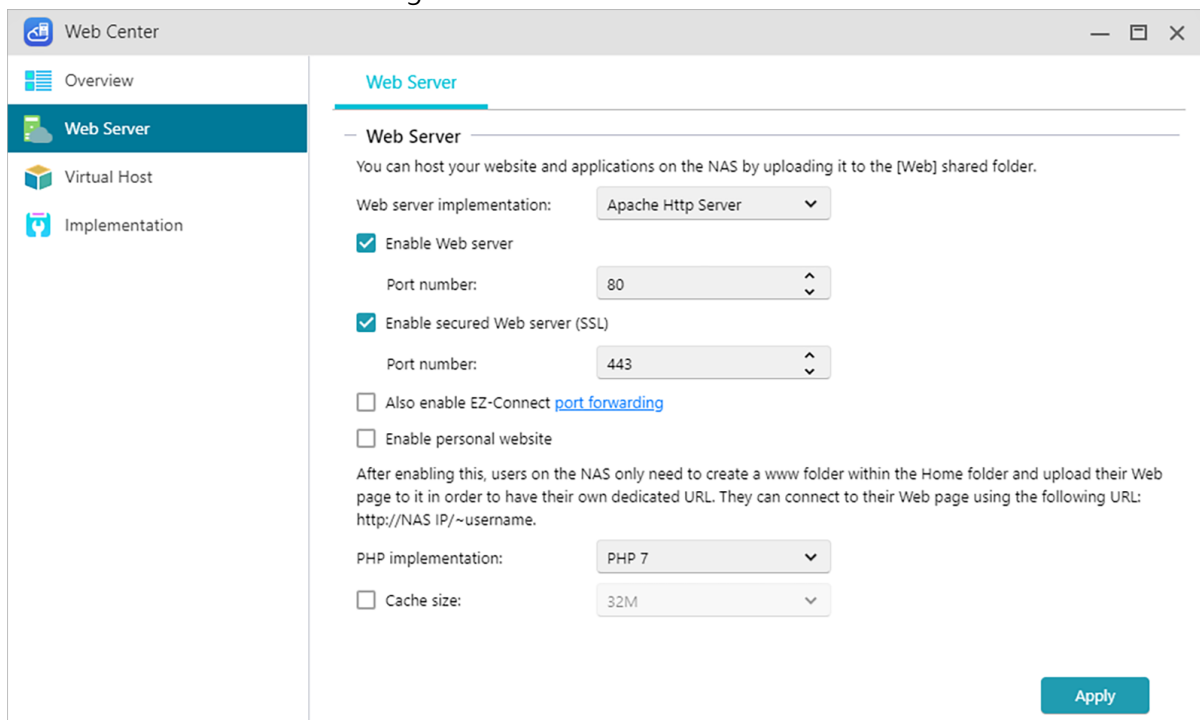 Web Center
Overview
Web Server
Virtual Host
Implementation
Web Server
Web Server
You can host your website and applications on the NAS by uploading it to the [Web] shared folder.
Web server implementation: Apache Http Server
Enable Web server
Port number: 80
Enable secured Web server (SSL)
Port number: 443
Also enable EZ-Connect port forwarding
Enable personal website
After enabling this, users on the NAS only need to create a www folder within the Home folder and upload their Web
page to it in order to have their own dedicated URL. They can connect to their Web page using the following URL:
http://NAS IP/~username.
PHP implementation: PHP 7
Cache size: 32M
Apply